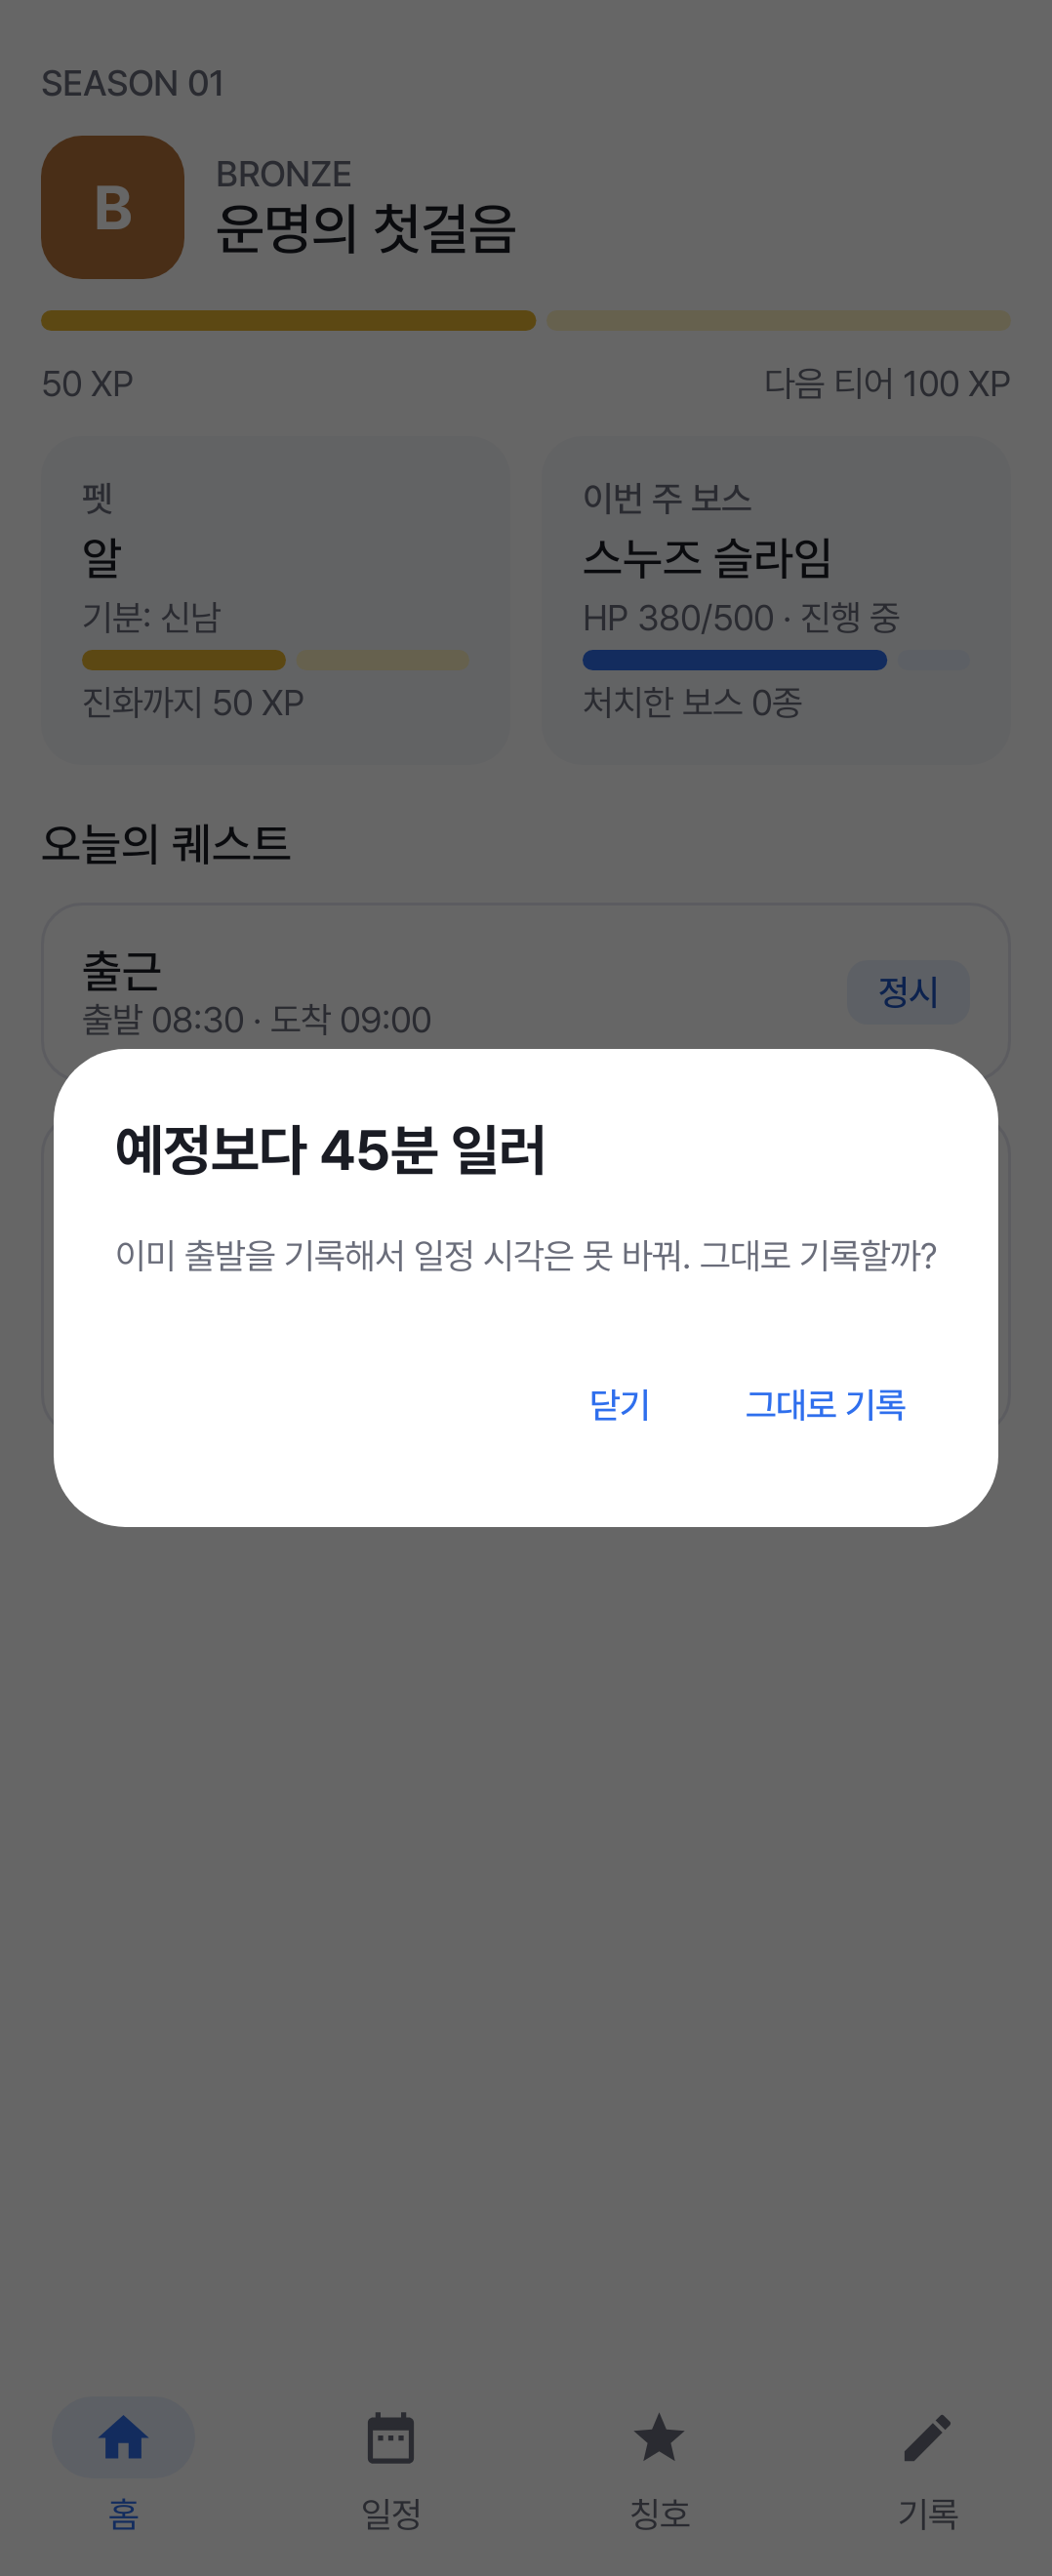 SEASON 01
B
BRONZE
운명의 첫걸음
50 XP
다음 티어 100 XP
펫
알
기분: 신남
진화까지 50 XP
이번 주 보스
스누즈 슬라임
HP 380/500 · 진행 중
처치한 보스 0종
오늘의 퀘스트
출근
출발 08:30 · 도착 09:00
정시
예정보다 45분 일러
이미 출발을 기록해서 일정 시각은 못 바꿔. 그대로 기록할까?
닫기
그대로 기록
홈
일정
칭호
기록